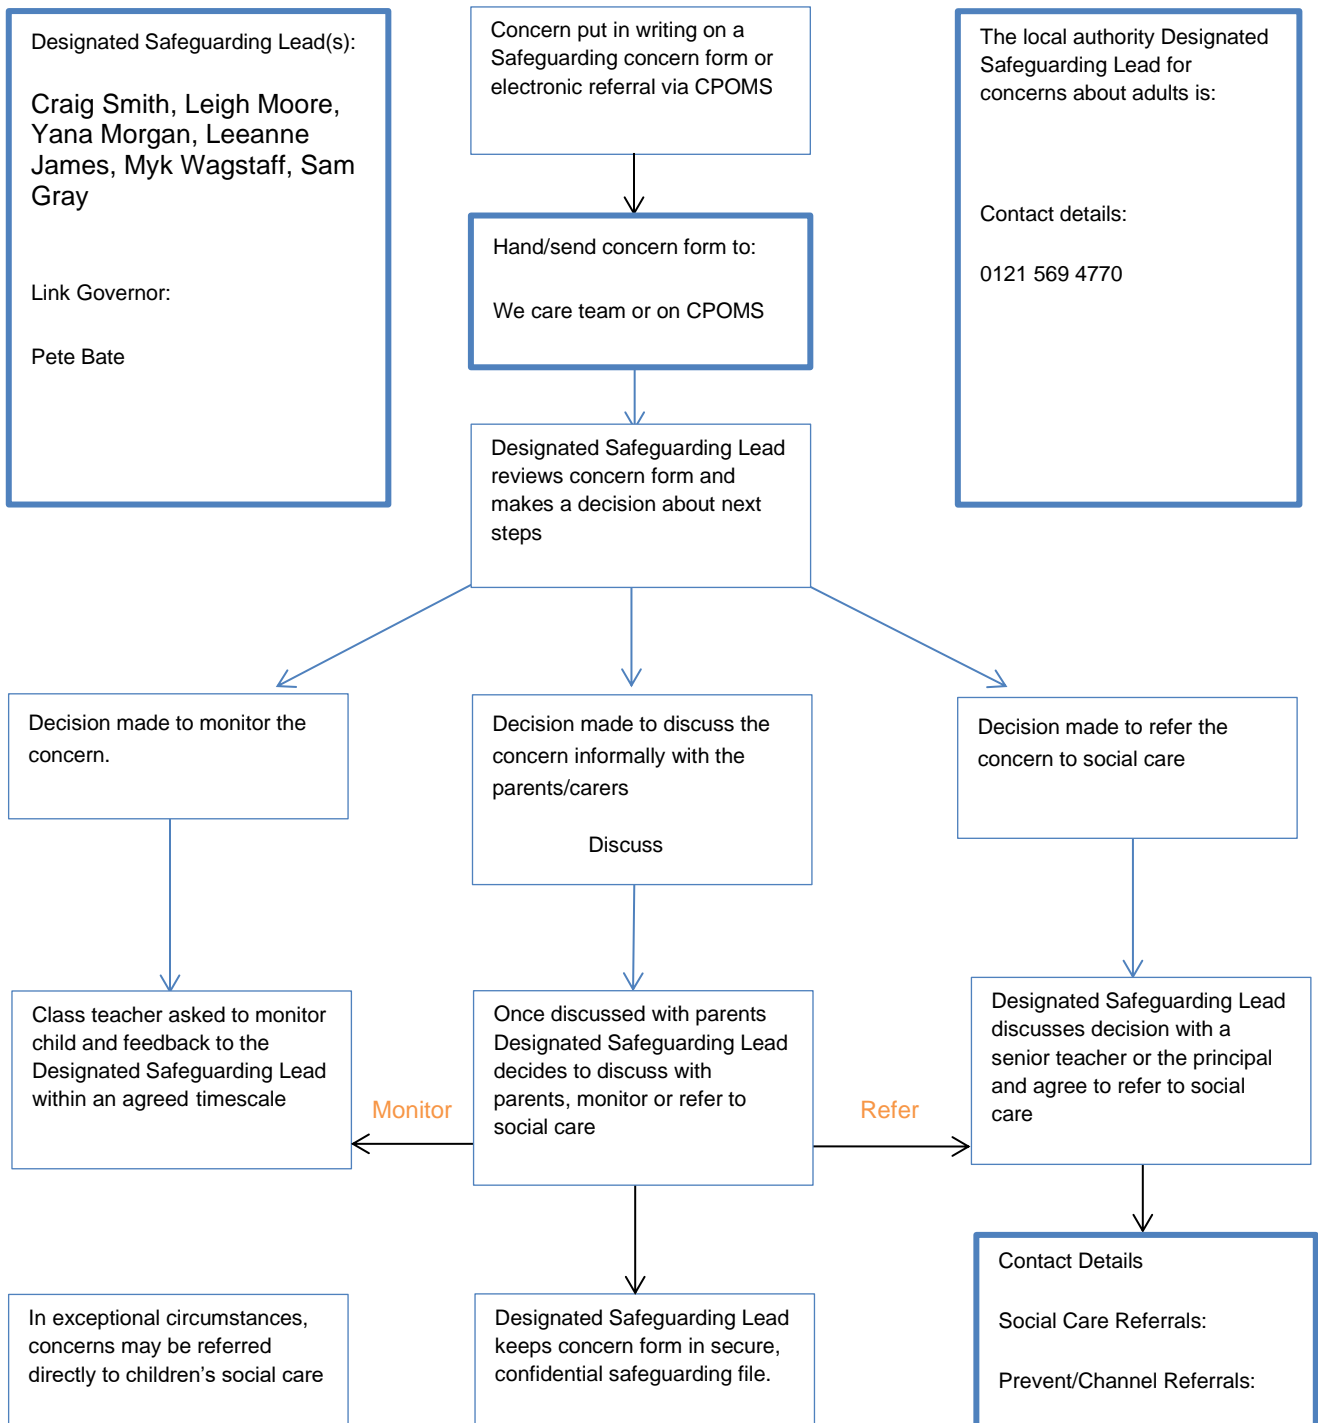 Designated Safeguarding Lead(s):
Craig Smith, Leigh Moore,
Yana Morgan, Leeanne
James, Myk Wagstaff, Sam
Gray
Link Governor:
Pete Bate
Concern put in writing on a
Safeguarding concern form or
electronic referral via CPOMS
The local authority Designated
Safeguarding Lead for
concerns about adults is:
Contact details:
0121 569 4770
Hand/send concern form to:
We care team or on CPOMS
Designated Safeguarding Lead
reviews concern form and
makes a decision about next
steps
Decision made to monitor the
concern.
Decision made to discuss the
concern informally with the
parents/carers
Discuss
Decision made to refer the
concern to social care
Class teacher asked to monitor
child and feedback to the
Designated Safeguarding Lead
within an agreed timescale
Monitor
Once discussed with parents
Designated Safeguarding Lead
decides to discuss with
parents, monitor or refer to
social care
Refer
Designated Safeguarding Lead
discusses decision with a
senior teacher or the principal
and agree to refer to social
care
In exceptional circumstances,
concerns may be referred
directly to children’s social care
Designated Safeguarding Lead
keeps concern form in secure,
confidential safeguarding file.
Contact Details
Social Care Referrals:
Prevent/Channel Referrals: